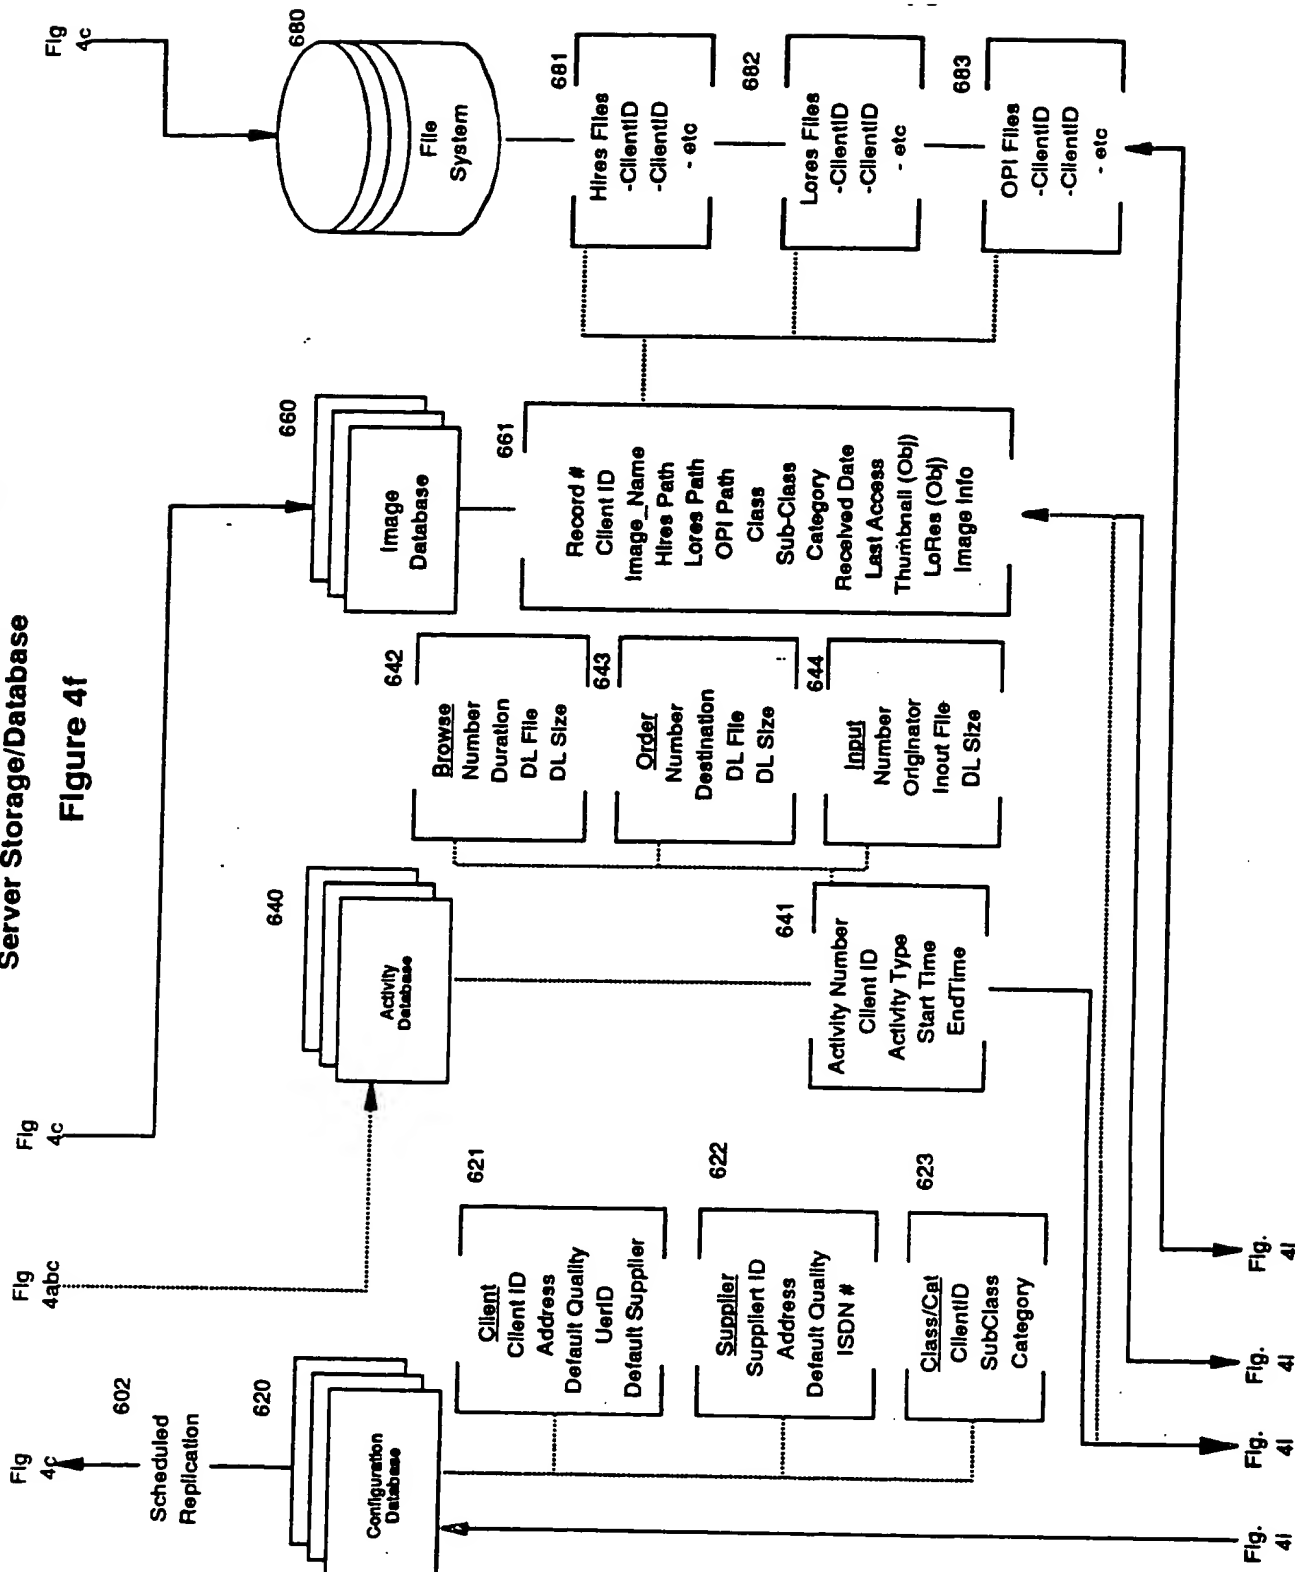 Server Storage/Database
Figure 4f
Fig
4c
Scheduled
Replication
602
620
Configuration
Database
Client
Client ID
Address
Default Quality
UerID
Default Supplier
621
Supplier
Suppliert ID
Address
Default Quality
ISDN #
622
Class/Cat
ClientID
SubClass
Category
623
Fig
4abc
640
Activity
Database
641
Activity Number
Client ID
Activity Type
Start Time
EndTime
642
Browse
Number
Duration
DL File
DL Size
643
Order
Number
Destination
DL File
DL Size
644
Input
Number
Originator
Inout File
DL Size
Fig
4c
660
Image
Database
661
Record #
Client ID
Image_Name
Hires Path
Lores Path
OPI Path
Class
Sub-Class
Category
Received Date
Last Access
Thumbnail (Obj)
LoRes (Obj)
Image Info
Fig
4c
680
File
System
681
Hires Files
-ClientID
-ClientID
- etc
682
Lores Files
-ClientID
-ClientID
- etc
683
OPI Files
-ClientID
-ClientID
- etc
Fig.
4i
Fig.
4i
Fig.
4i
Fig.
4i